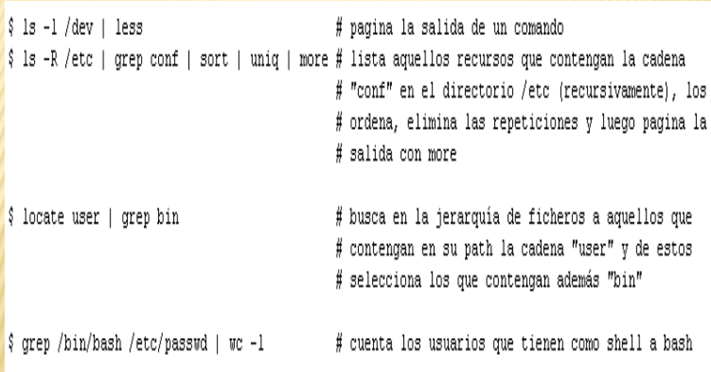 $ ls -l /dev | less # pagina la salida de un comando
$ ls -R /etc | grep conf | sort | uniq | more # lista aquellos recursos que contengan la cadena
# "conf" en el directorio /etc (recursivamente), los
# ordena, elimina las repeticiones y luego pagina la
# salida con more
$ locate user | grep bin # busca en la jerarquía de ficheros a aquellos que
# contengan en su path la cadena "user" y de estos
# selecciona los que contengan además "bin"
$ grep /bin/bash /etc/passwd | wc -l # cuenta los usuarios que tienen como shell a bash